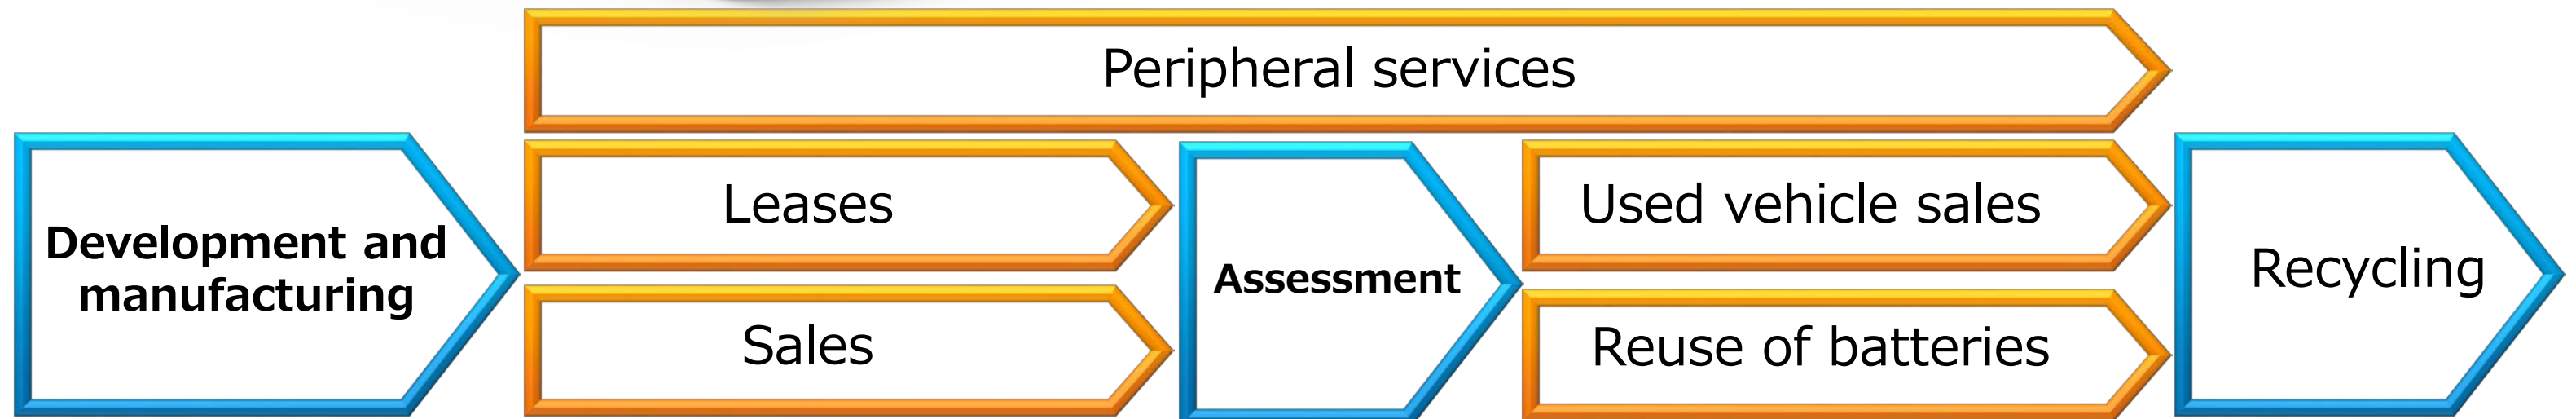 Peripheral services
Development and
manufacturing
Leases
Sales
Assessment
Used vehicle sales
Reuse of batteries
Recycling